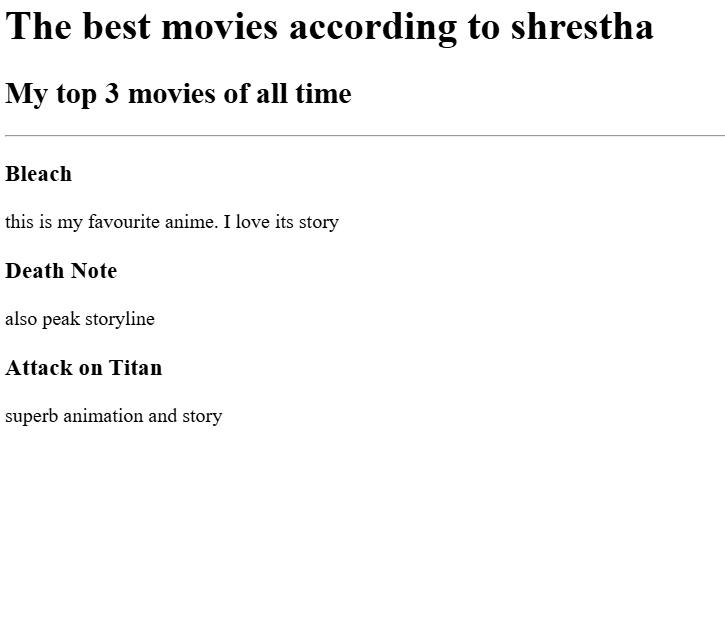 The best movies according to shrestha
My top 3 movies of all time
Bleach
this is my favourite anime. I love its story
Death Note
also peak storyline
Attack on Titan
superb animation and story